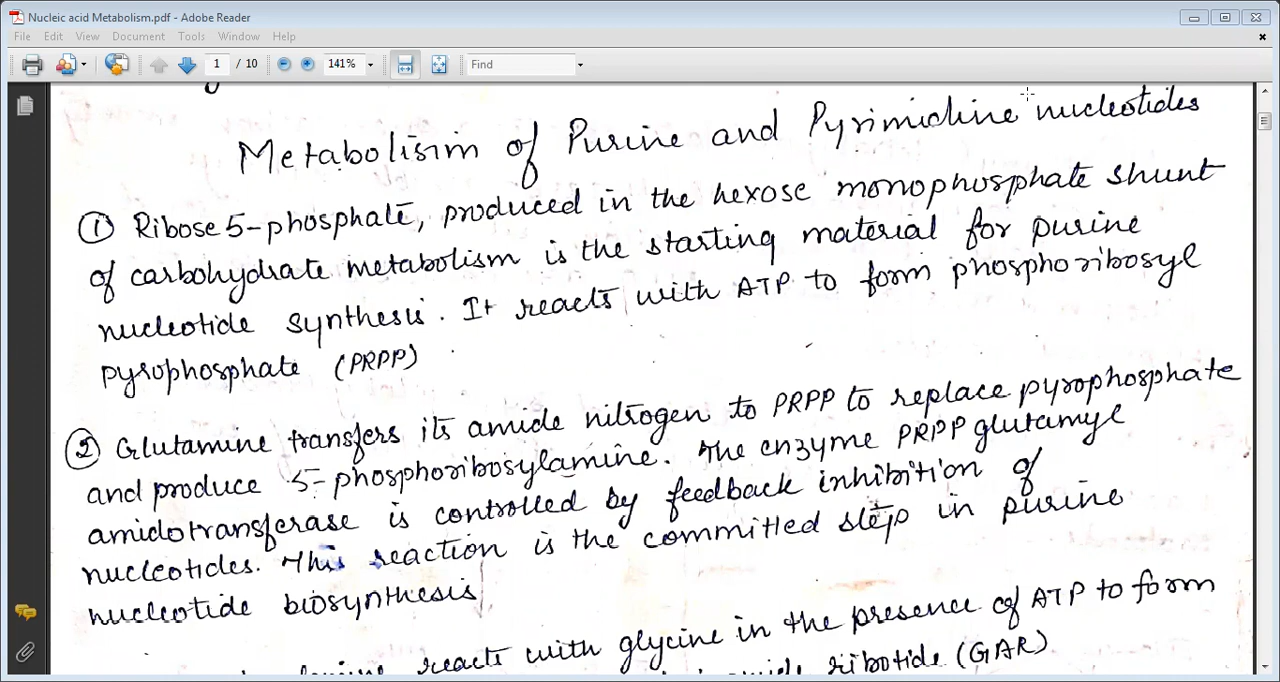 Nucleic acid Metabolism.pdf - Adobe Reader
File Edit View Document Tools Window Help
1 / 10 141% Find
Metabolisim of Purine and Pyrimidine nucleotides
① Ribose 5-phosphate, produced in the hexose monophosphate shunt
of carbohydrate metabolism is the starting material for purine
nucleotide synthesis. It reacts with ATP to form phosphoribosyl
pyrophosphate (PRPP)
② Glutamine transfers its amide nitrogen to PRPP to replace pyrophosphate
and produce 5-phosphoribosylamine. The enzyme PRPP glutamyl
amidotransferase is controlled by feedback inhibition of
nucleotides. This reaction is the committed step in purine
nucleotide biosynthesis
reacts with glycine in the presence of ATP to form
ribotide (GAR)